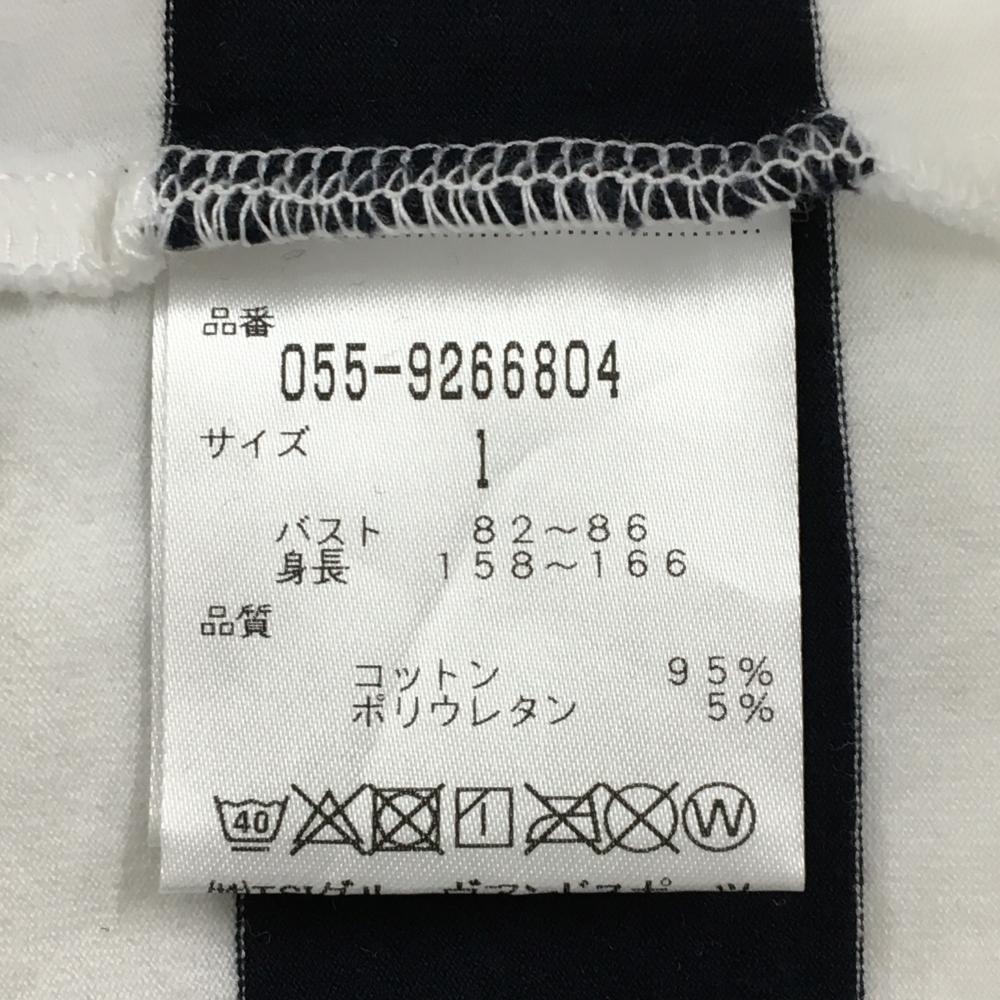 品番
055-9266804
サイズ 1
バスト 82～86
身長 158～166
品質
コットン 95%
ポリウレタン 5%
40 W